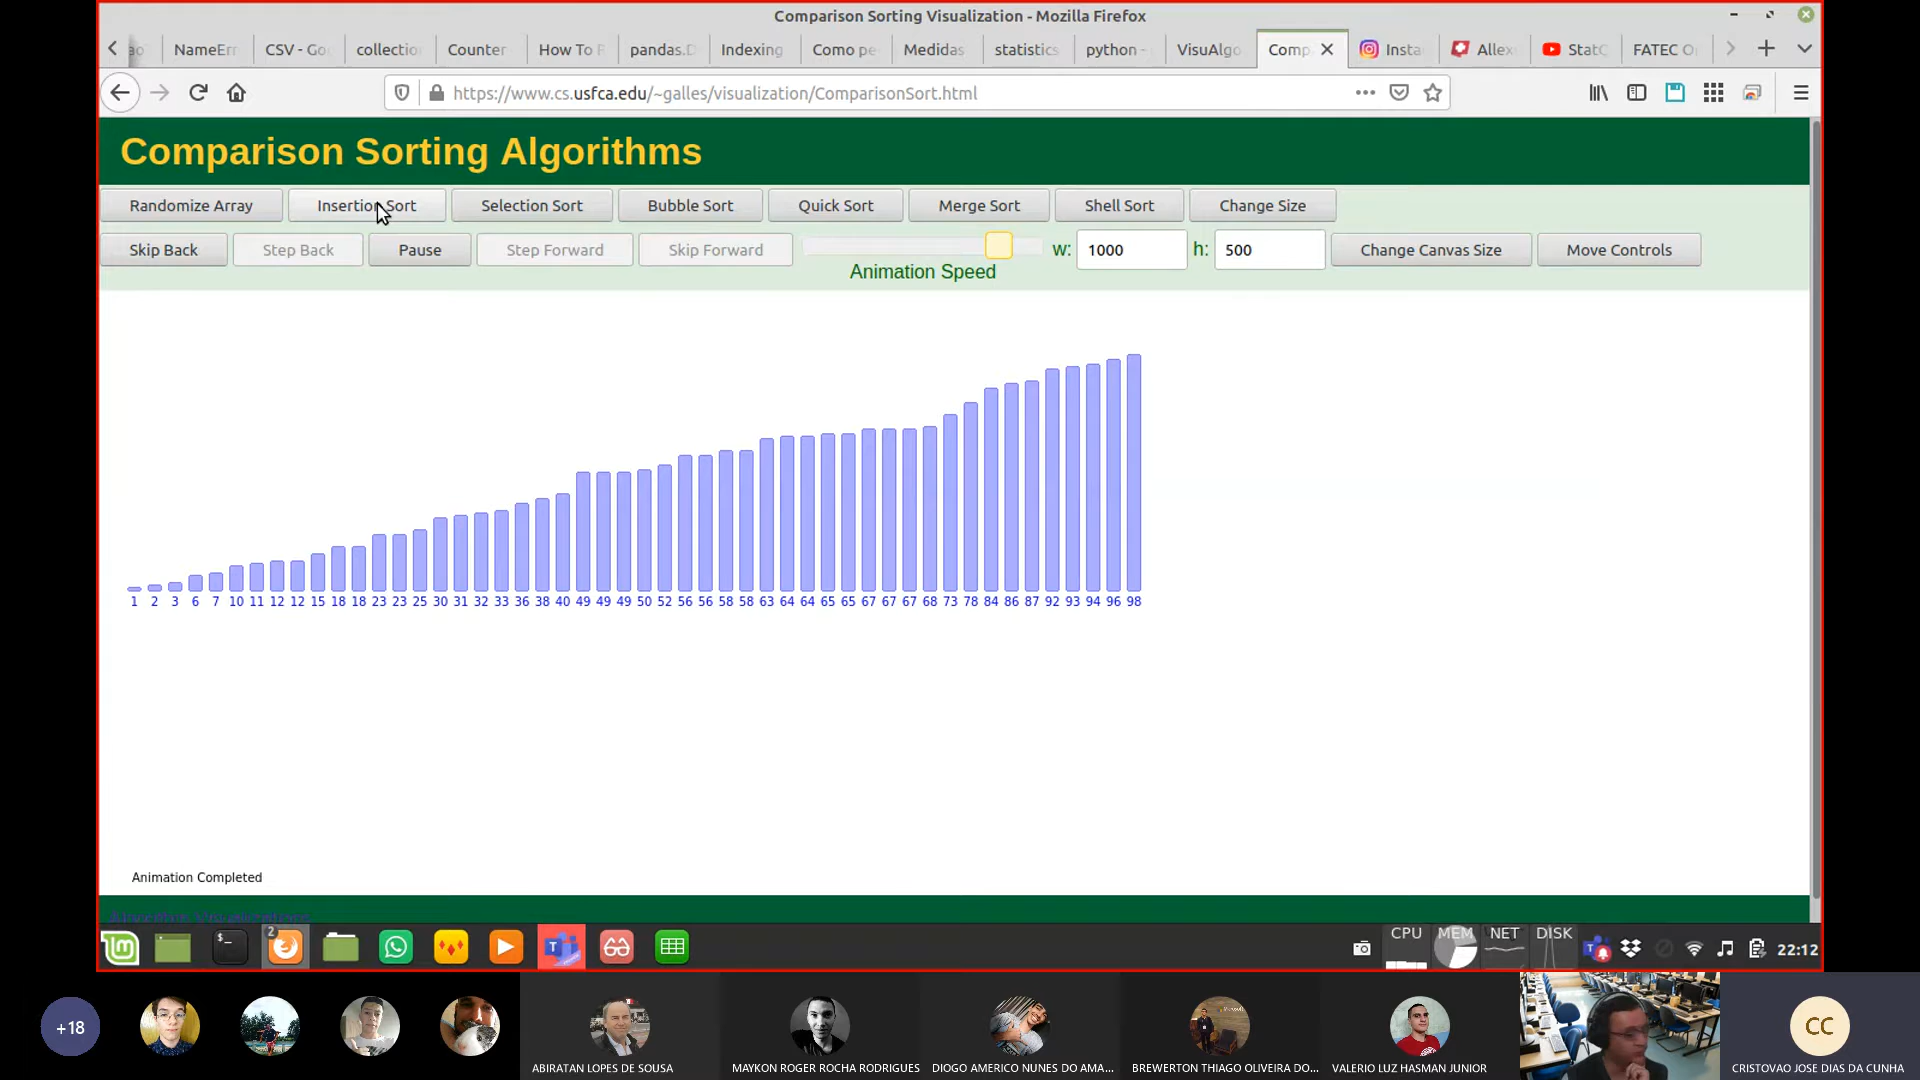 Comparison Sorting Visualization - Mozilla Firefox
NameErr CSV - Go collectio Counter How To R pandas.D Indexing Como pe Medidas statistics python - VisuAlgo Comp Insta Allex StatQ FATEC O
https://www.cs.usfca.edu/~galles/visualization/ComparisonSort.html
Comparison Sorting Algorithms
Randomize Array Insertion Sort Selection Sort Bubble Sort Quick Sort Merge Sort Shell Sort Change Size
Skip Back Step Back Pause Step Forward Skip Forward w: 1000 h: 500 Change Canvas Size Move Controls
Animation Speed
1 2 3 6 7 10 11 12 12 15 18 18 23 23 25 30 31 32 33 36 38 40 49 49 49 50 52 56 56 58 58 63 64 64 65 65 67 67 67 68 73 78 84 86 87 92 93 94 96 98
Animation Completed
2
CPU MEM NET DISK
22:12
+18
ABIRATAN LOPES DE SOUSA
MAYKON ROGER ROCHA RODRIGUES
DIOGO AMERICO NUNES DO AMA...
BREWERTON THIAGO OLIVEIRA DO...
VALERIO LUZ HASMAN JUNIOR
CC
CRISTOVAO JOSE DIAS DA CUNHA